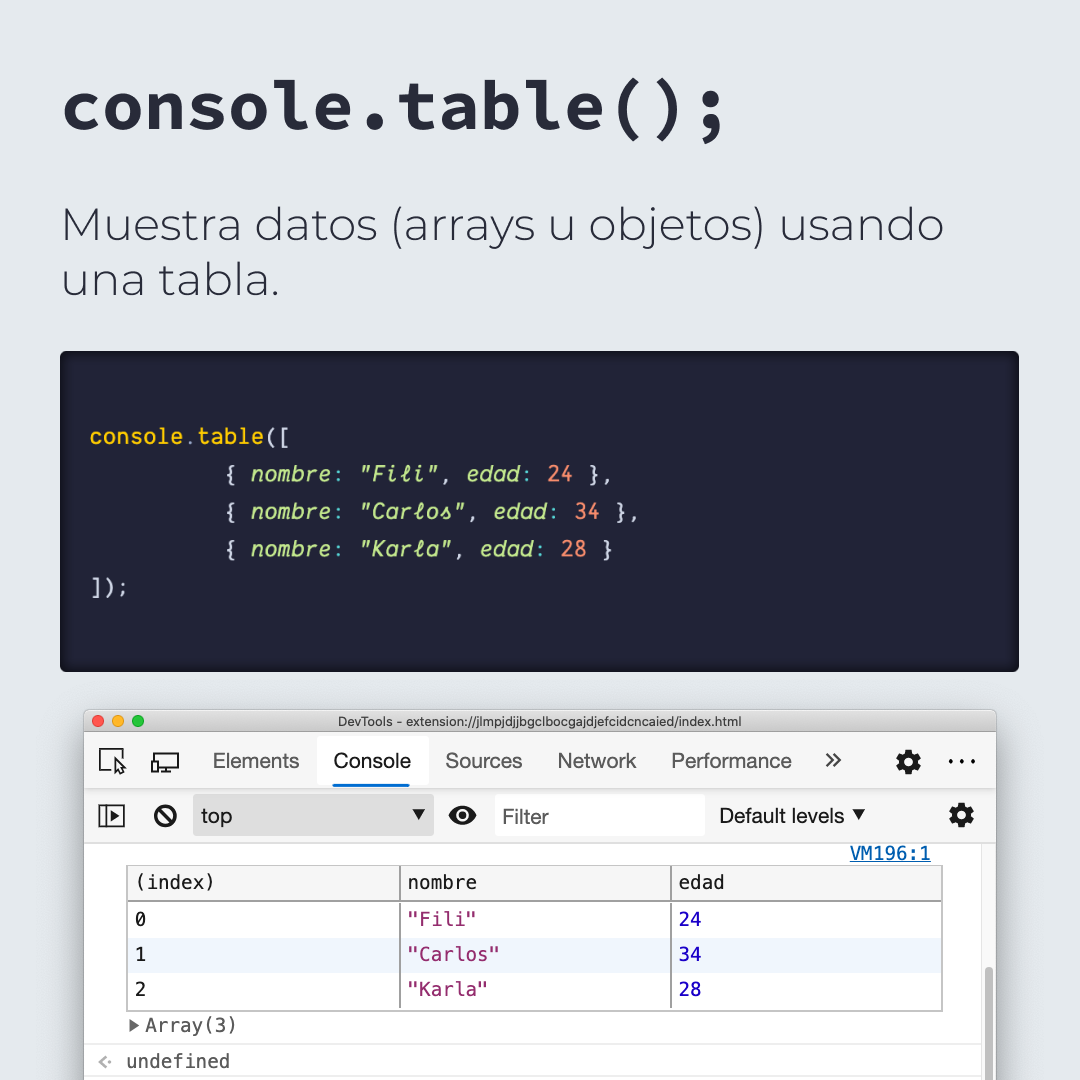 console.table();
Muestra datos (arrays u objetos) usando
una tabla.
console.table([
{ nombre: "Fili", edad: 24 },
{ nombre: "Carlos", edad: 34 },
{ nombre: "Karla", edad: 28 }
]);
DevTools - extension://jlmpjdjjbgclbocgajdjefcidcncaied/index.html
Elements Console Sources Network Performance
top Filter Default levels
VM196:1
(index) nombre edad
0 "Fili" 24
1 "Carlos" 34
2 "Karla" 28
Array(3)
undefined